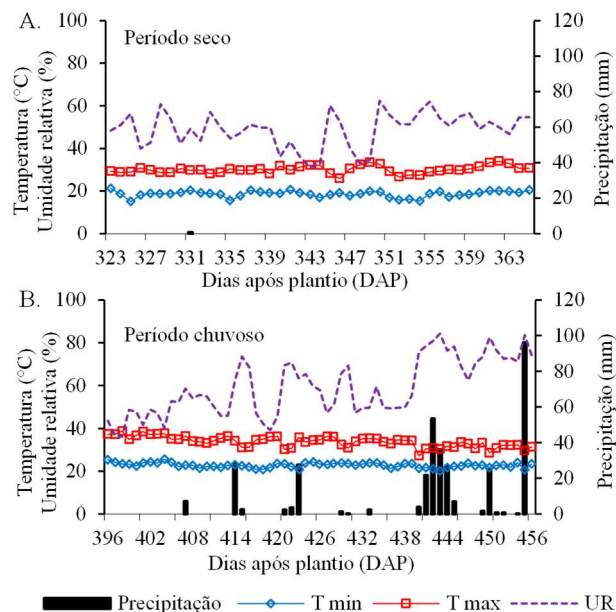 A.
Período seco
Temperatura (°C)
Umidade relativa (%)
100
80
60
40
20
0
120
100
80
60
40
20
0
Precipitação (mm)
323 327 331 335 339 343 347 351 355 359 363
Dias após plantio (DAP)
B.
Período chuvoso
Temperatura (°C)
Umidade relativa (%)
100
80
60
40
20
0
120
100
80
60
40
20
0
Precipitação (mm)
396 402 408 414 420 426 432 438 444 450 456
Dias após plantio (DAP)
Precipitação T min T max UR